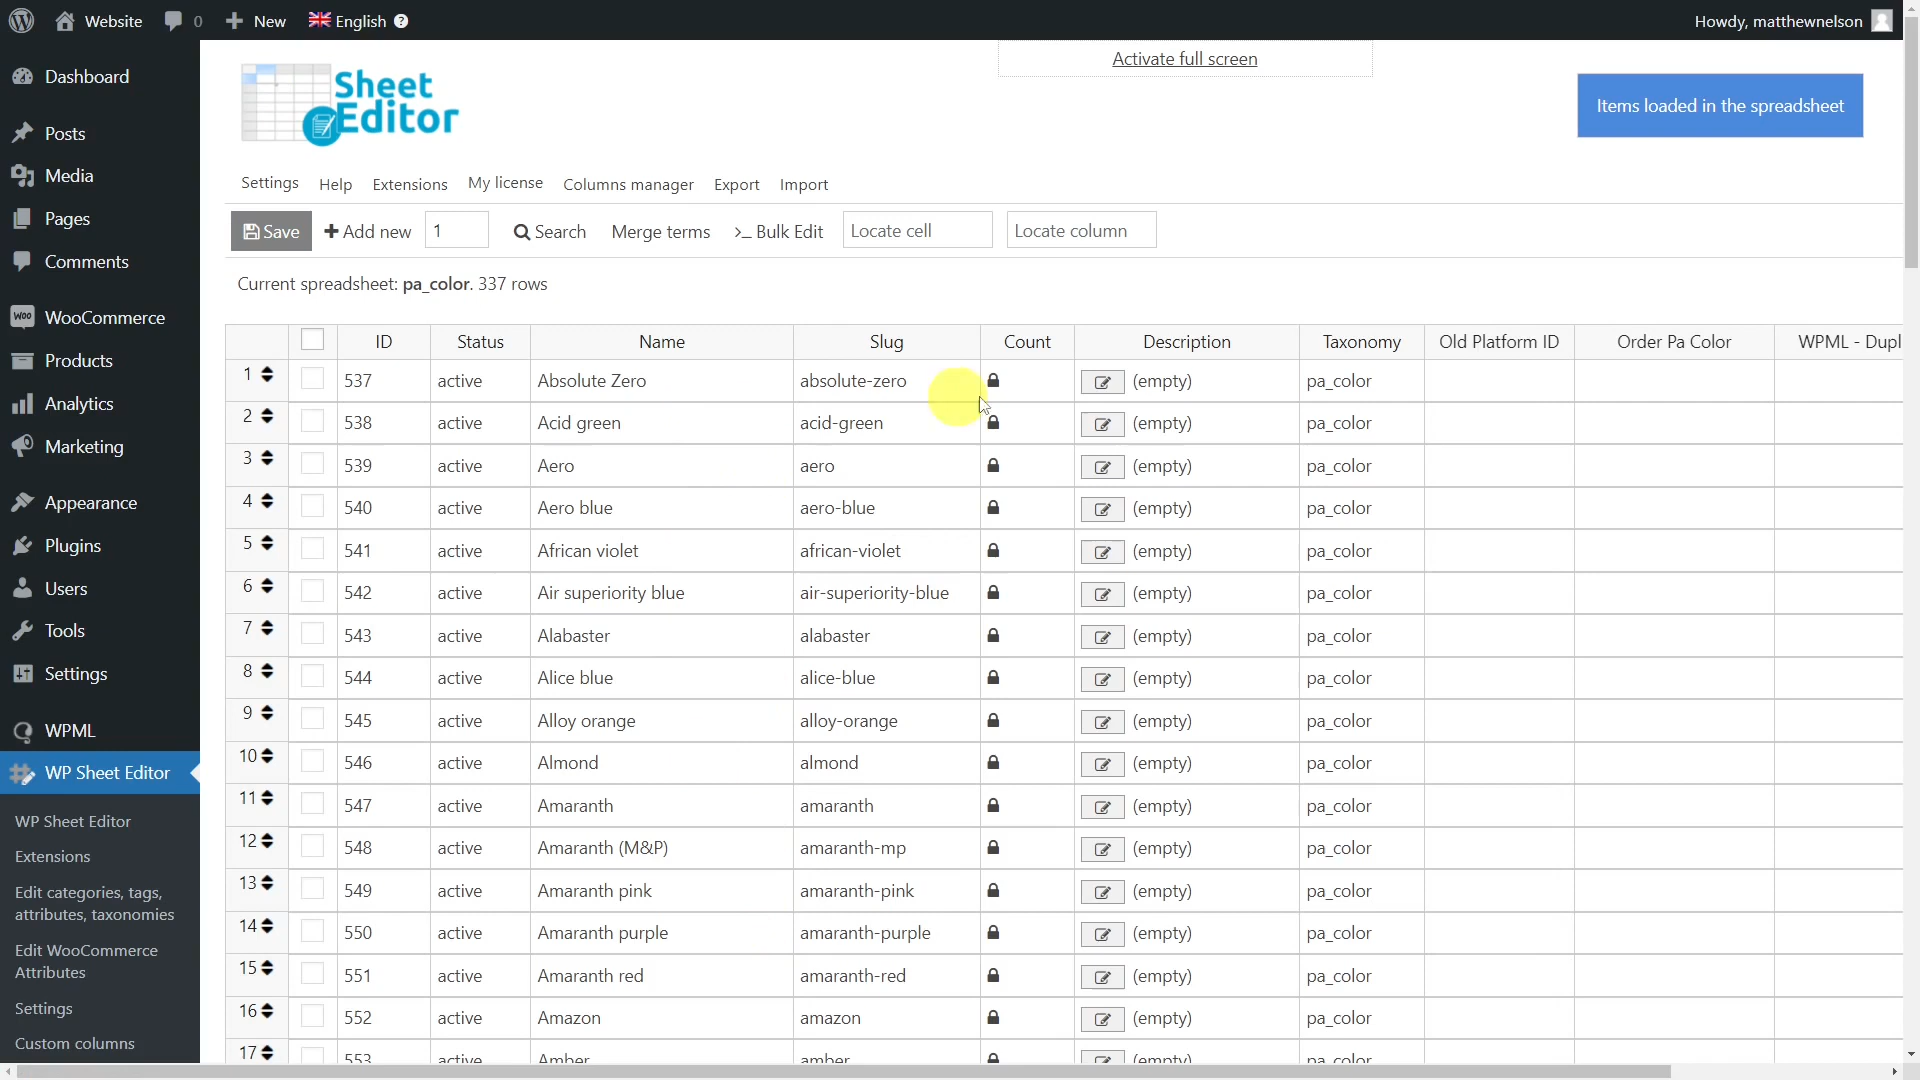 Website 0 New English ? Howdy, matthewnelson
Dashboard
Posts
Media
Pages
Comments
WooCommerce
Products
Analytics
Marketing
Appearance
Plugins
Users
Tools
Settings
WPML
WP Sheet Editor
WP Sheet Editor
Extensions
Edit categories, tags,
attributes, taxonomies
Edit WooCommerce
Attributes
Settings
Custom columns
Activate full screen
Sheet
Editor
Items loaded in the spreadsheet
Settings Help Extensions My license Columns manager Export Import
Save Add new 1 Search Merge terms >_ Bulk Edit Locate cell Locate column
Current spreadsheet: pa_color. 337 rows
ID Status Name Slug Count Description Taxonomy Old Platform ID Order Pa Color WPML - Dupl
1 537 active Absolute Zero absolute-zero (empty) pa_color
2 538 active Acid green acid-green (empty) pa_color
3 539 active Aero aero (empty) pa_color
4 540 active Aero blue aero-blue (empty) pa_color
5 541 active African violet african-violet (empty) pa_color
6 542 active Air superiority blue air-superiority-blue (empty) pa_color
7 543 active Alabaster alabaster (empty) pa_color
8 544 active Alice blue alice-blue (empty) pa_color
9 545 active Alloy orange alloy-orange (empty) pa_color
10 546 active Almond almond (empty) pa_color
11 547 active Amaranth amaranth (empty) pa_color
12 548 active Amaranth (M&P) amaranth-mp (empty) pa_color
13 549 active Amaranth pink amaranth-pink (empty) pa_color
14 550 active Amaranth purple amaranth-purple (empty) pa_color
15 551 active Amaranth red amaranth-red (empty) pa_color
16 552 active Amazon amazon (empty) pa_color
17 553 active Amber amber (empty) pa_color